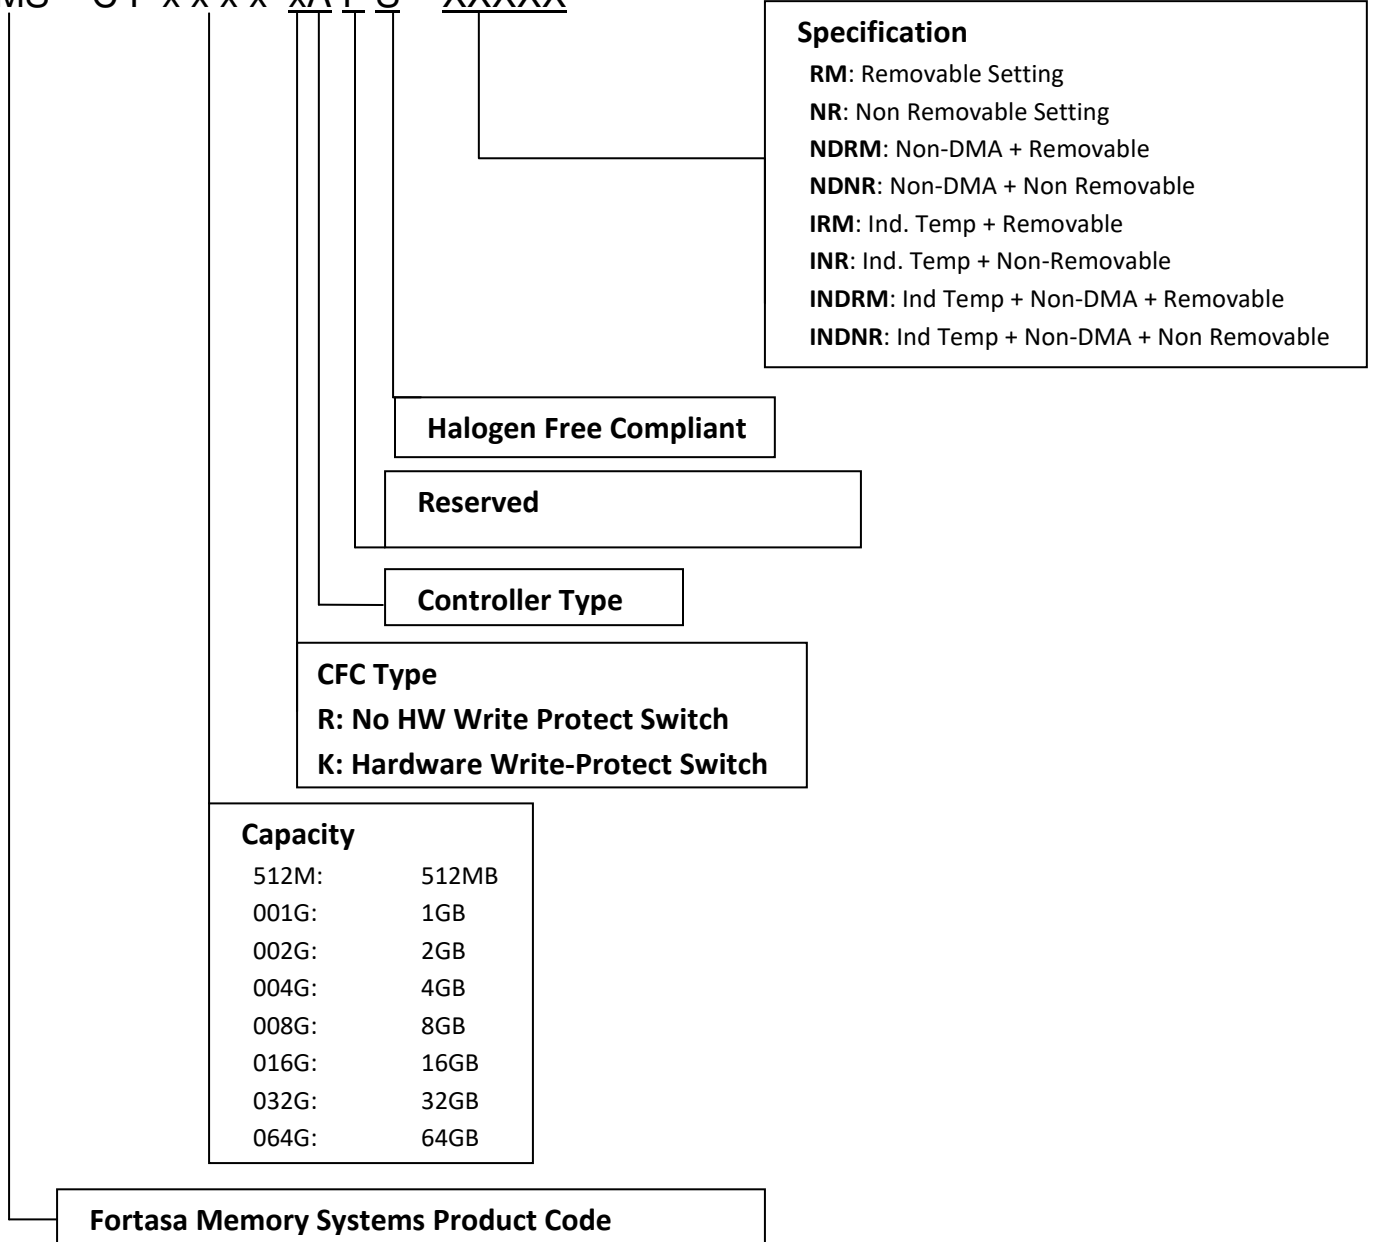 x x x x xA
Specification
RM: Removable Setting
NR: Non Removable Setting
NDRM: Non-DMA + Removable
NDNR: Non-DMA + Non Removable
IRM: Ind. Temp + Removable
INR: Ind. Temp + Non-Removable
INDRM: Ind Temp + Non-DMA + Removable
INDNR: Ind Temp + Non-DMA + Non Removable
Halogen Free Compliant
Reserved
Controller Type
CFC Type
R: No HW Write Protect Switch
K: Hardware Write-Protect Switch
Capacity
512M: 512MB
001G: 1GB
002G: 2GB
004G: 4GB
008G: 8GB
016G: 16GB
032G: 32GB
064G: 64GB
Fortasa Memory Systems Product Code